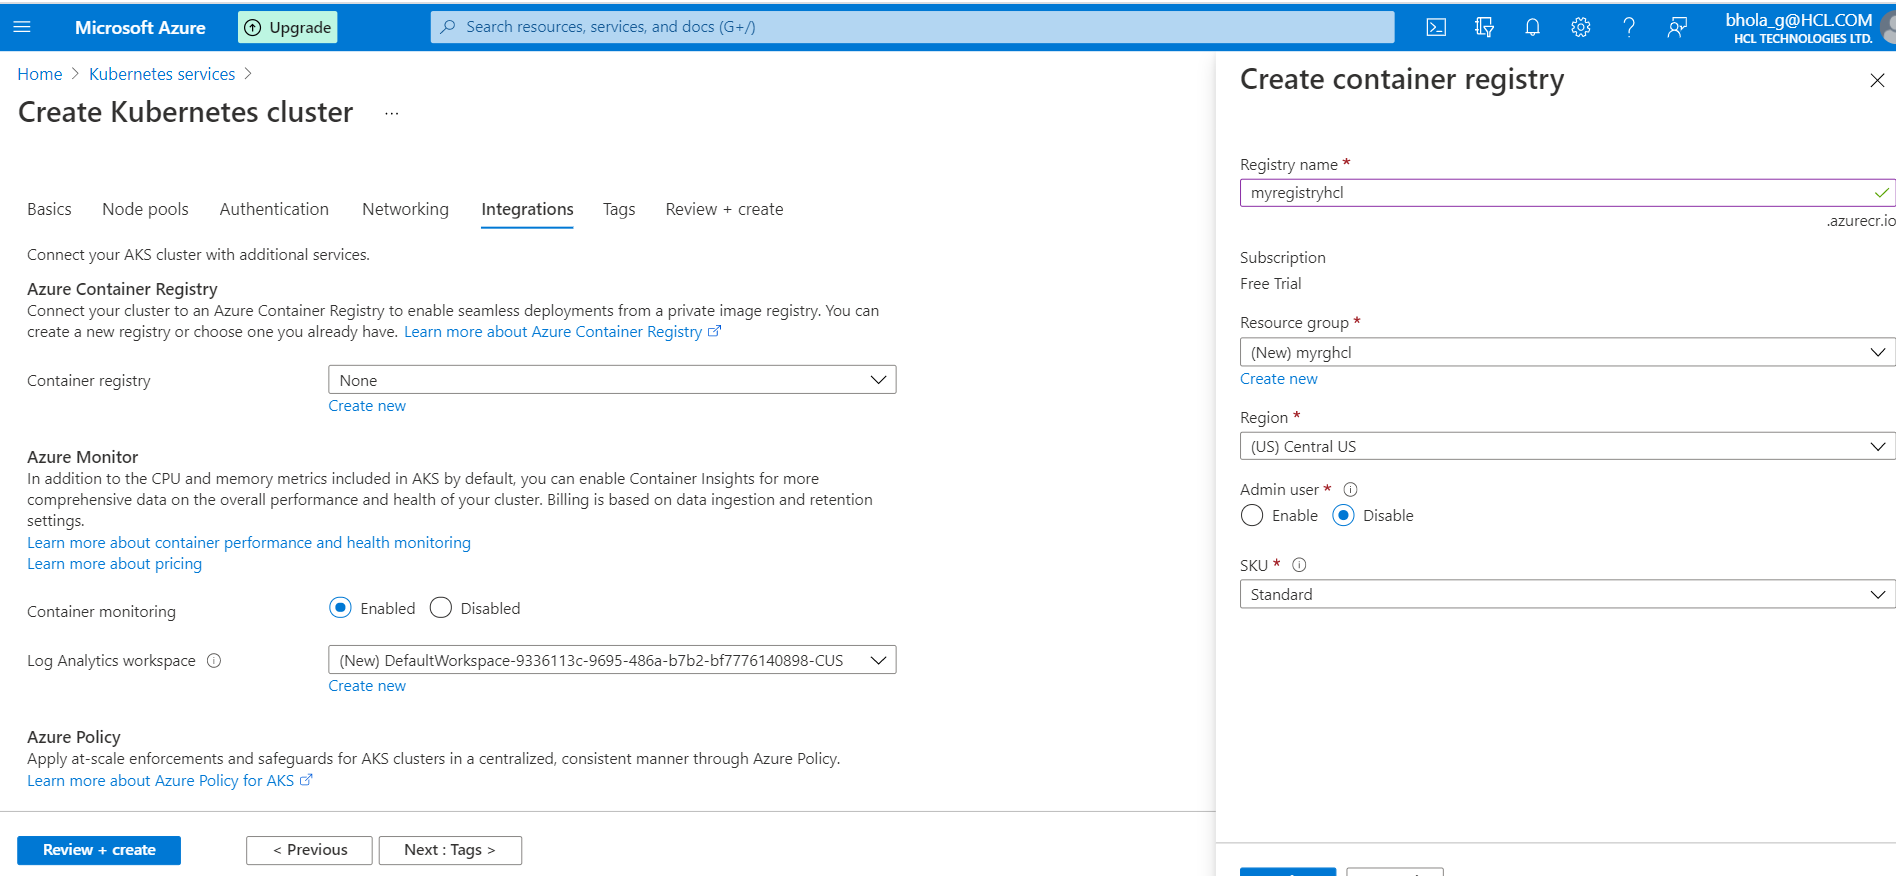 Microsoft Azure
Upgrade
Search resources, services, and docs (G+/)
bhola_g@HCL.COM
HCL TECHNOLOGIES LTD.
Home > Kubernetes services >
Create Kubernetes cluster ...
Basics Node pools Authentication Networking Integrations Tags Review + create
Connect your AKS cluster with additional services.
Azure Container Registry
Connect your cluster to an Azure Container Registry to enable seamless deployments from a private image registry. You can
create a new registry or choose one you already have. Learn more about Azure Container Registry
Container registry None
Create new
Azure Monitor
In addition to the CPU and memory metrics included in AKS by default, you can enable Container Insights for more
comprehensive data on the overall performance and health of your cluster. Billing is based on data ingestion and retention
settings.
Learn more about container performance and health monitoring
Learn more about pricing
Container monitoring Enabled Disabled
Log Analytics workspace (New) DefaultWorkspace-9336113c-9695-486a-b7b2-bf7776140898-CUS
Create new
Azure Policy
Apply at-scale enforcements and safeguards for AKS clusters in a centralized, consistent manner through Azure Policy.
Learn more about Azure Policy for AKS
Review + create < Previous Next : Tags >
Create container registry
Registry name *
myregistryhcl
.azurecr.io
Subscription
Free Trial
Resource group *
(New) myrghcl
Create new
Region *
(US) Central US
Admin user *
Enable Disable
SKU *
Standard